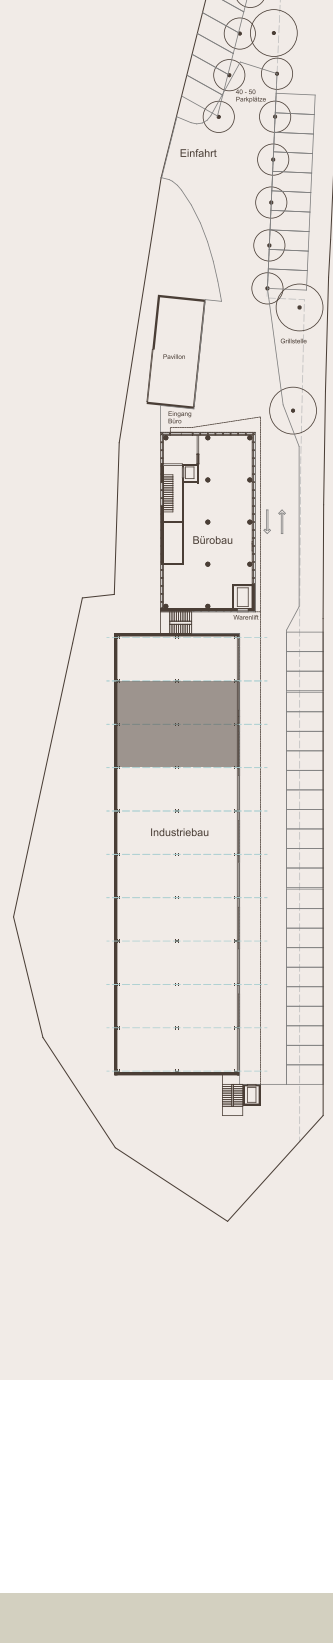 40 - 50
Parkplätze
Einfahrt
Grillstelle
Pavillon
Eingang
Büro
Bürobau
Warenlift
Industriebau